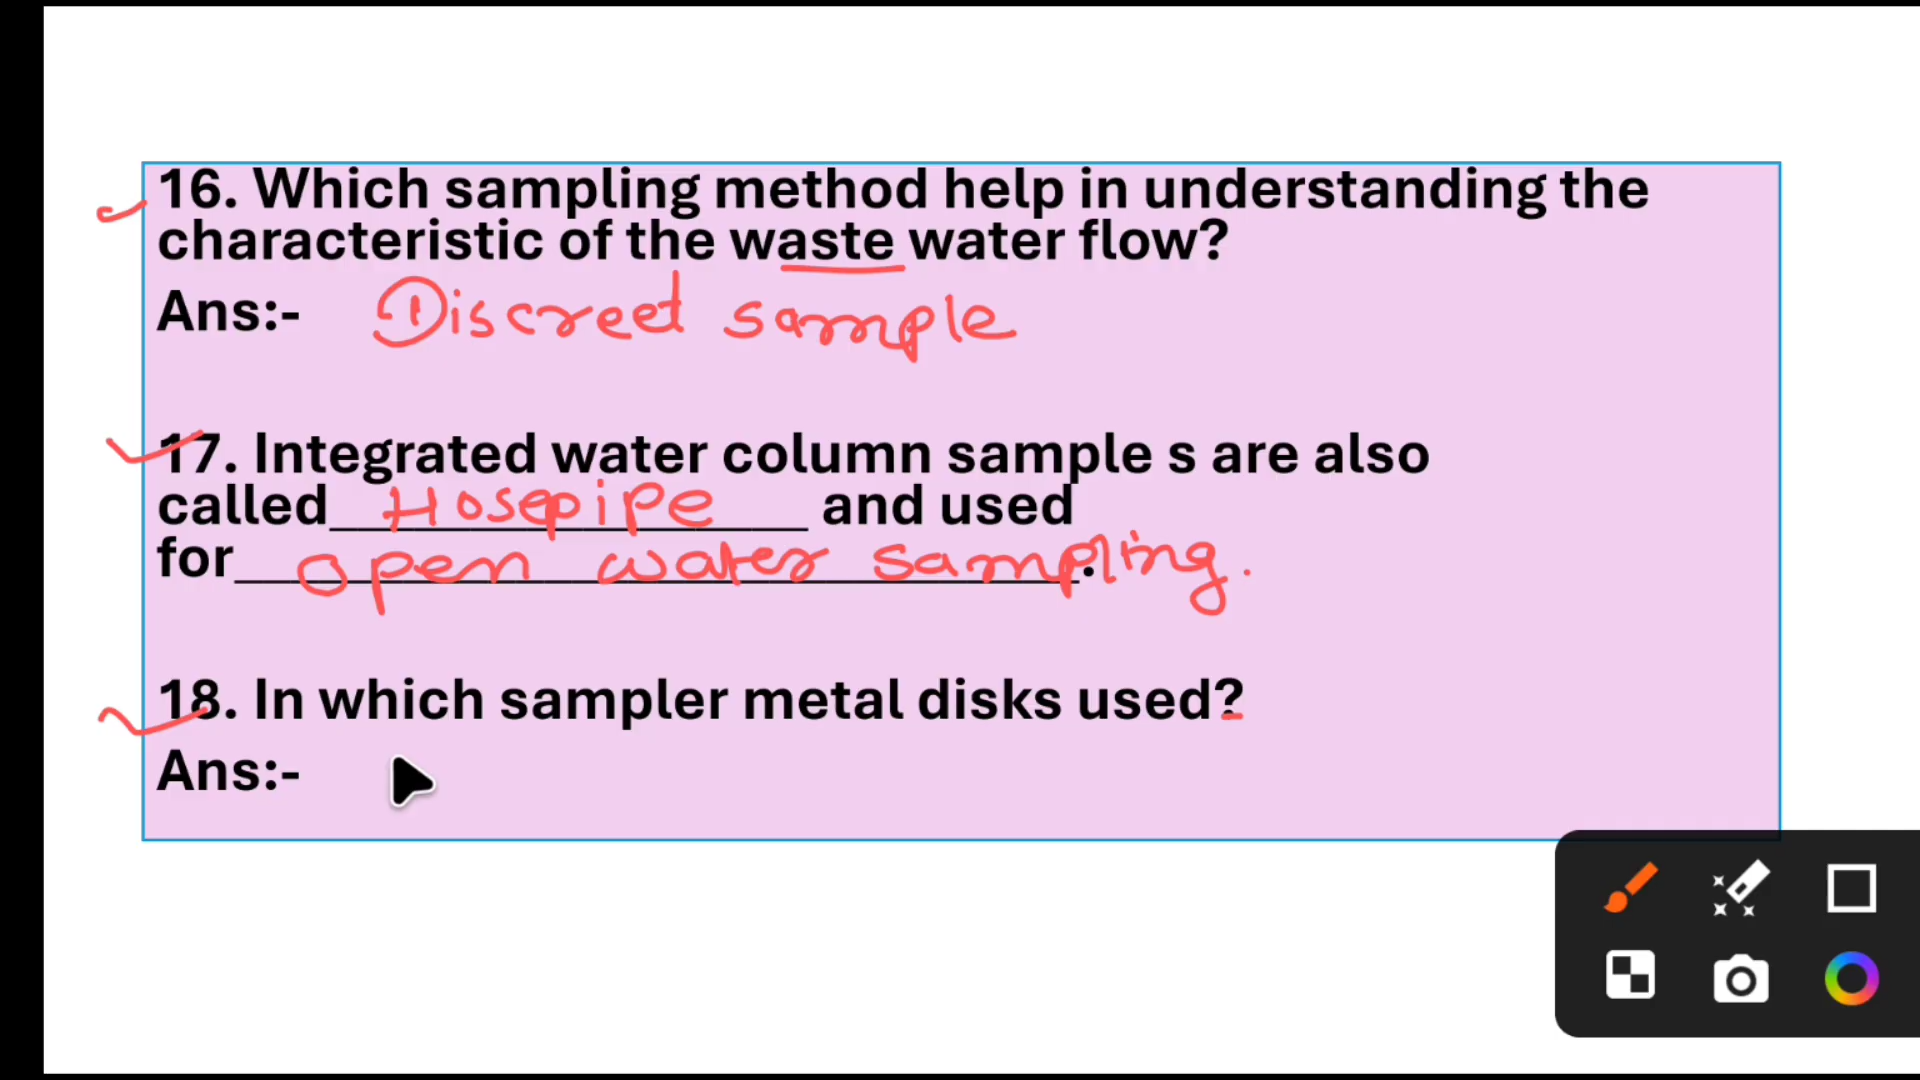 16. Which sampling method help in understanding the
characteristic of the waste water flow?
Ans:- Discreet sample
17. Integrated water column sample s are also
called Hosepipe and used
for open water sampling.
18. In which sampler metal disks used?
Ans:-